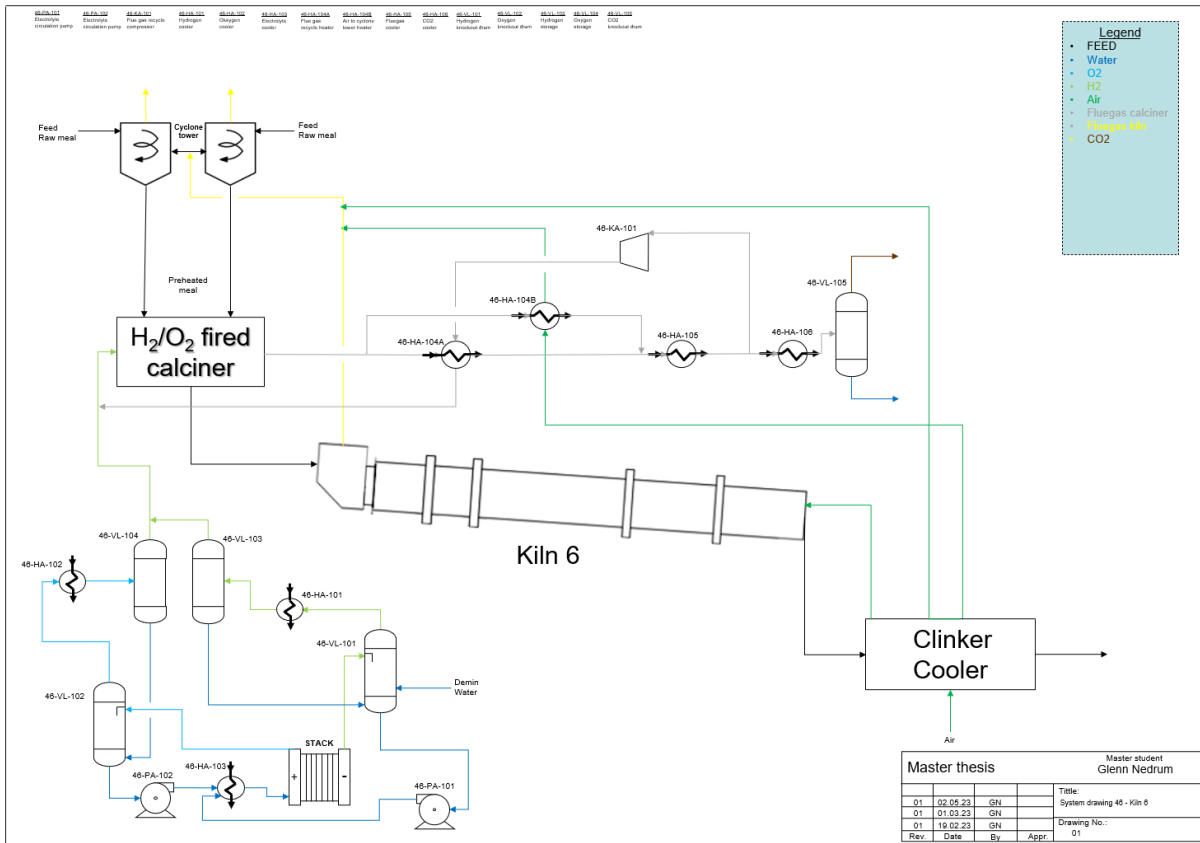 46-PA-101 46-PA-102 46-KA-101 46-HA-101 46-HA-102 46-HA-103 46-HA-104A 46-HA-104B 46-HA-105 46-HA-106 46-VL-101 46-VL-102 46-VL-103 46-VL-104 46-VL-105
Electrolyte Electrolyte Flue gas recycle Hydrogen Oxeygen Electrolyte Flue gas Air to cyclone Fluegas CO2 Hydrogen Oxygen Hydrogen Oxygen CO2
circulation pump circulation pump compressor cooler cooler cooler recycle heater tower heater cooler cooler knockout drum knockout drum storage storage knockout drum
Legend
FEED
Water
O2
H2
Air
Fluegas calciner
Fluegas kiln
CO2
Feed
Raw meal
Cyclone
tower
Feed
Raw meal
46-KA-101
Preheated
meal
46-VL-105
46-HA-104B
H2/O2 fired
calciner
46-HA-104A
46-HA-105
46-HA-106
Kiln 6
46-VL-104
46-VL-103
46-HA-102
46-HA-101
46-VL-101
Clinker
Cooler
46-VL-102
Demin
Water
STACK
+ -
46-HA-103
46-PA-102
46-PA-101
Air
Master thesis
Master student
Glenn Nedrum
Tittle:
System drawing 46 - Kiln 6
01 02.05.23 GN
01 01.03.23 GN
01 19.02.23 GN
Rev. Date By Appr.
Drawing No.:
01